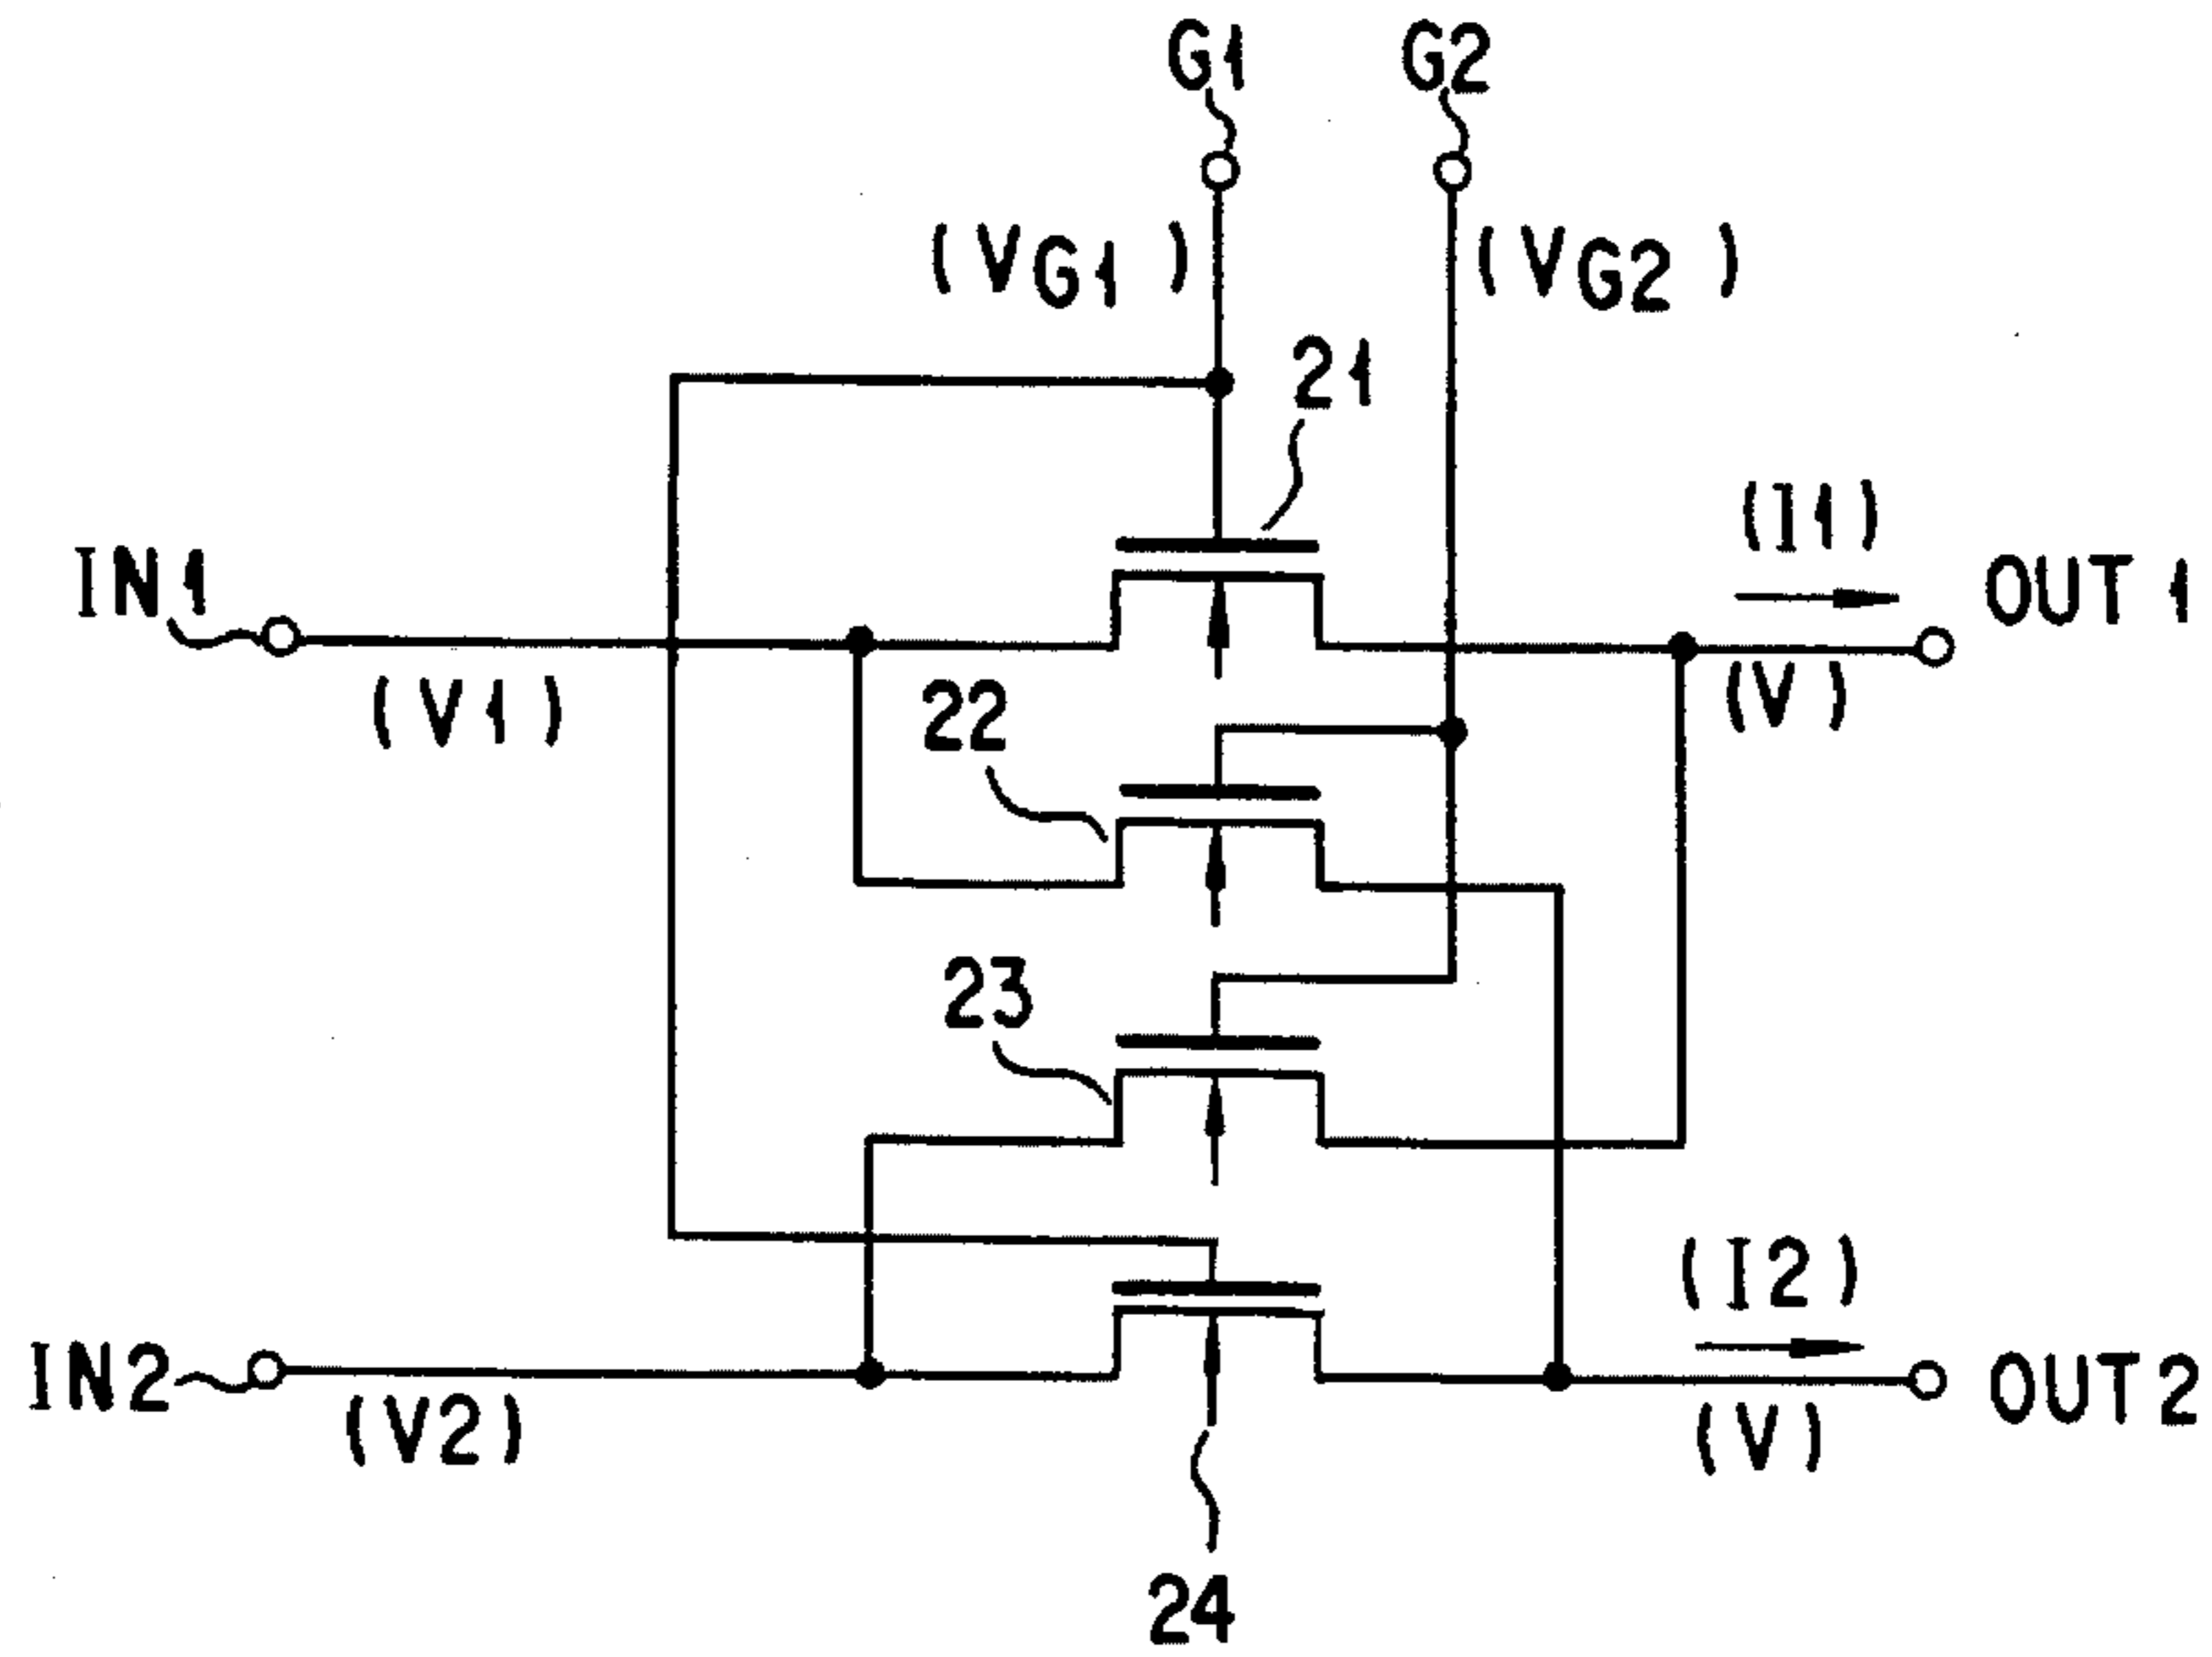 G1 G2
(VG1) (VG2)
21
(I1)
IN1 OUT1
(V1) (V)
22
23
(I2)
IN2 OUT2
(V2) (V)
24